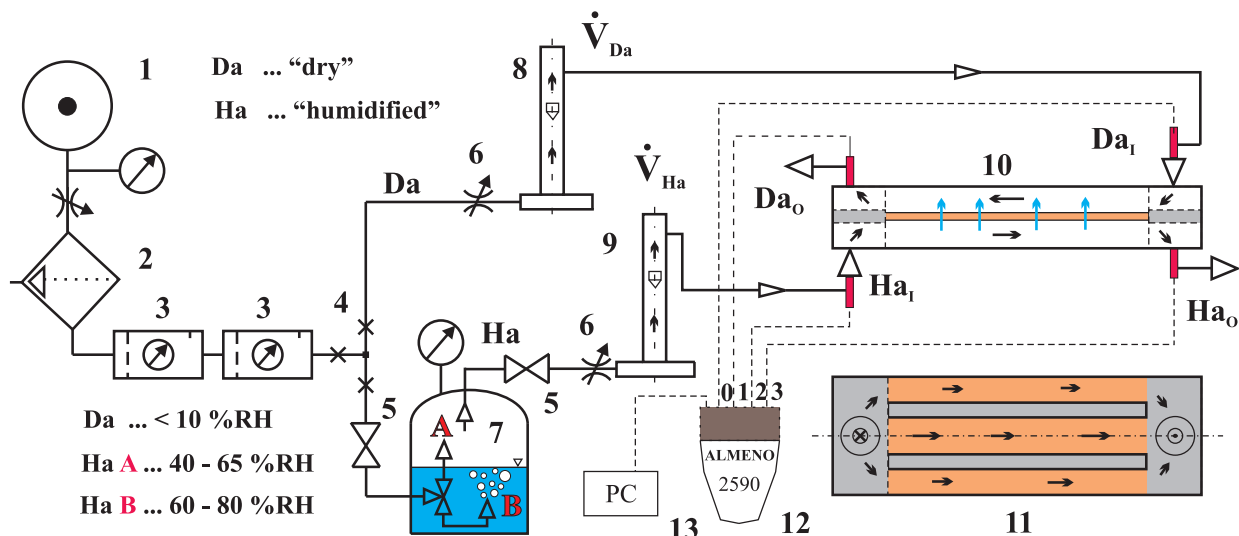 1
Da ... “dry”
Ha ... “humidified”
2
3
3
4
Da
6
8
V̇ Da
V̇ Ha
9
Ha
6
5
5
7
A
B
Da ... < 10 %RH
Ha A ... 40 - 65 %RH
Ha B ... 60 - 80 %RH
10
DaI
DaO
HaI
HaO
0 1 2 3
ALMENO
2590
PC
13
12
11